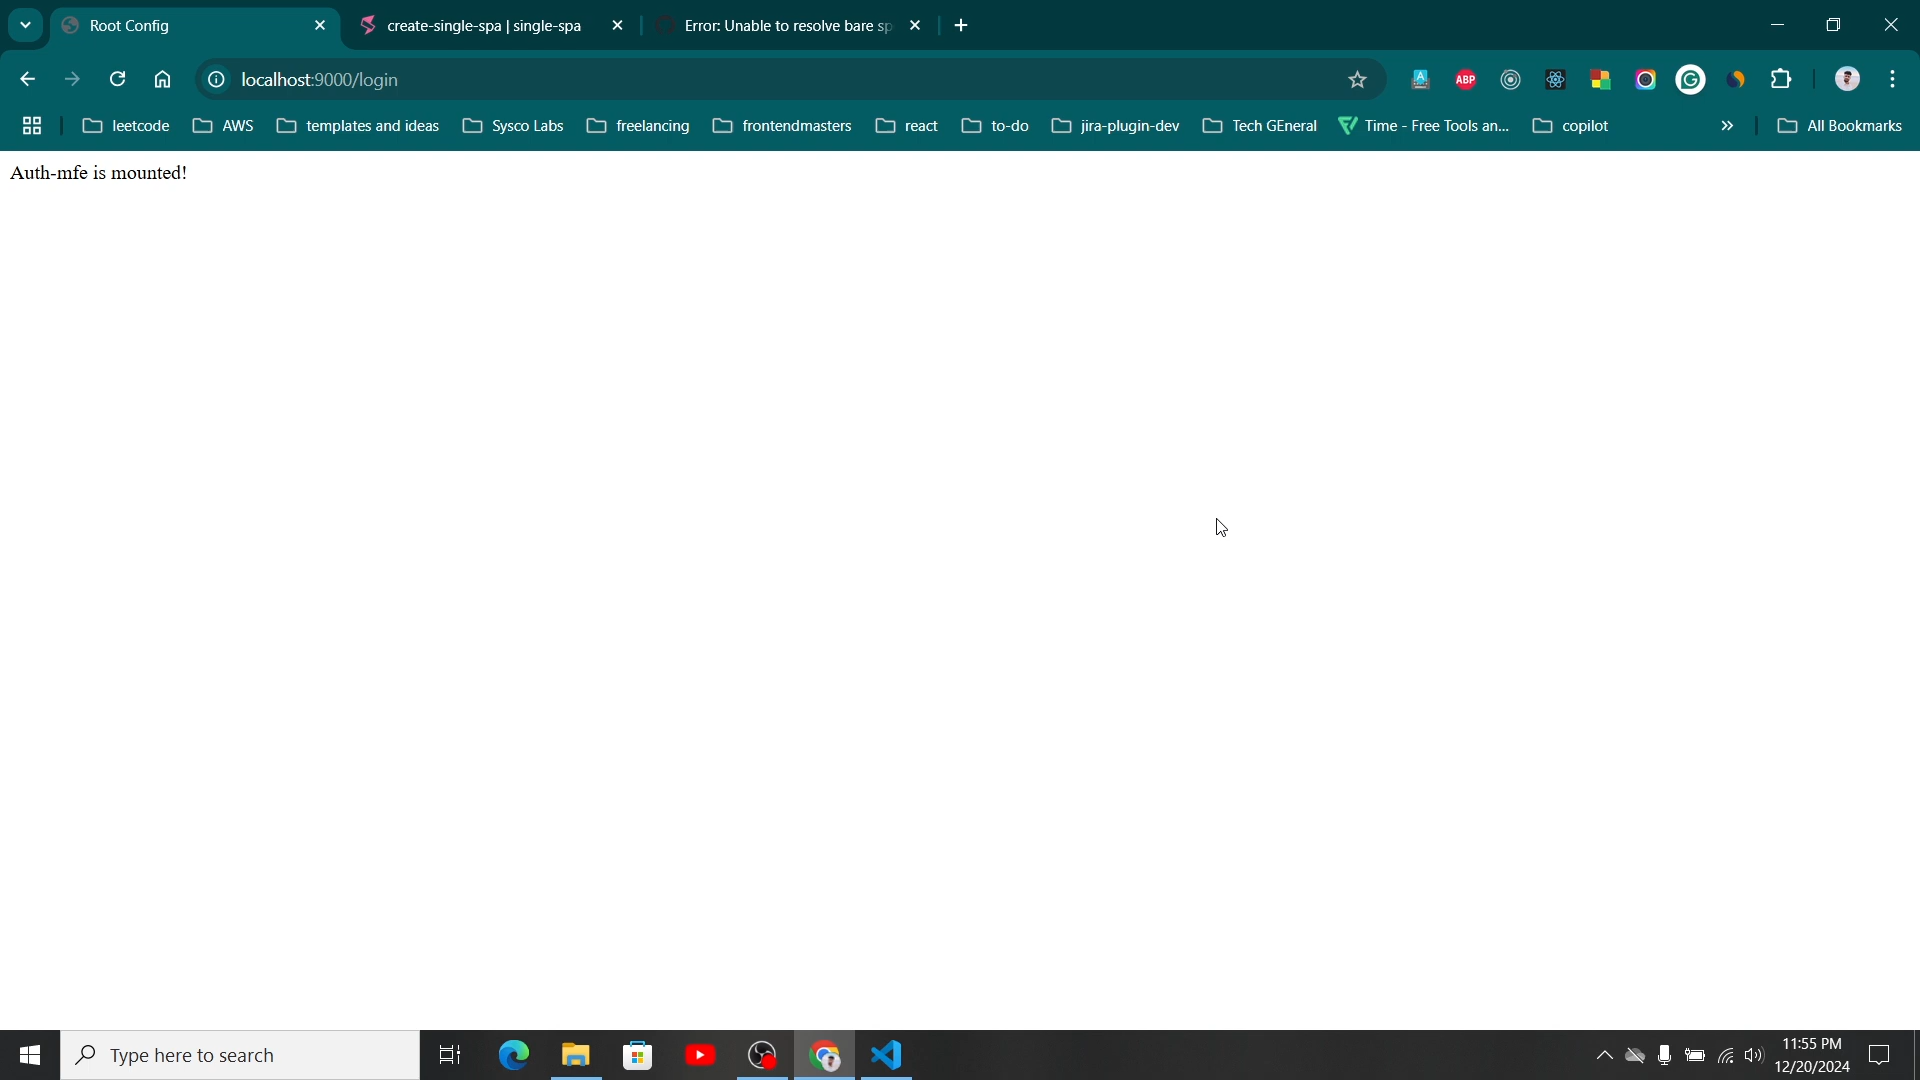 Root Config
create-single-spa | single-spa
Error: Unable to resolve bare sp
localhost:9000/login
ABP
leetcode
AWS
templates and ideas
Sysco Labs
freelancing
frontendmasters
react
to-do
jira-plugin-dev
Tech GEneral
Time - Free Tools an...
copilot
All Bookmarks
Auth-mfe is mounted!
Type here to search
11:55 PM
12/20/2024